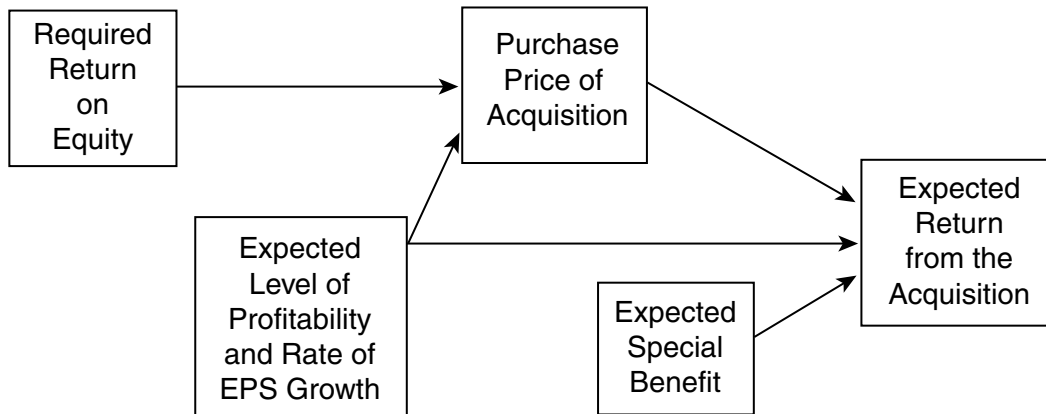 Required
Return
on
Equity
Purchase
Price of
Acquisition
Expected
Return
from the
Acquisition
Expected
Level of
Profitability
and Rate of
EPS Growth
Expected
Special
Benefit